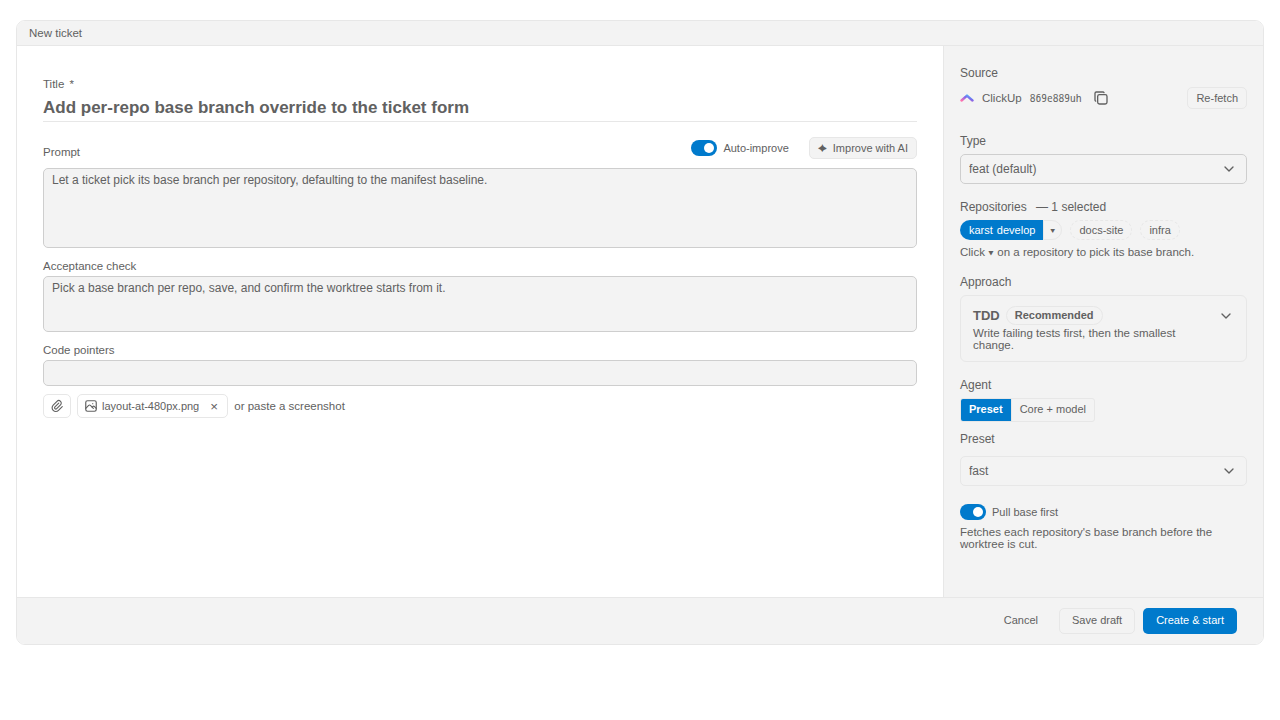 New ticket
Title *
Add per-repo base branch override to the ticket form
Prompt
Auto-improve
Improve with AI
Let a ticket pick its base branch per repository, defaulting to the manifest baseline.
Acceptance check
Pick a base branch per repo, save, and confirm the worktree starts from it.
Code pointers
layout-at-480px.png ×
or paste a screenshot
Source
ClickUp 869e889uh
Re-fetch
Type
feat (default)
Repositories — 1 selected
karst develop ▾
docs-site
infra
Click ▾ on a repository to pick its base branch.
Approach
TDD Recommended
Write failing tests first, then the smallest
change.
Agent
Preset
Core + model
Preset
fast
Pull base first
Fetches each repository's base branch before the
worktree is cut.
Cancel
Save draft
Create & start